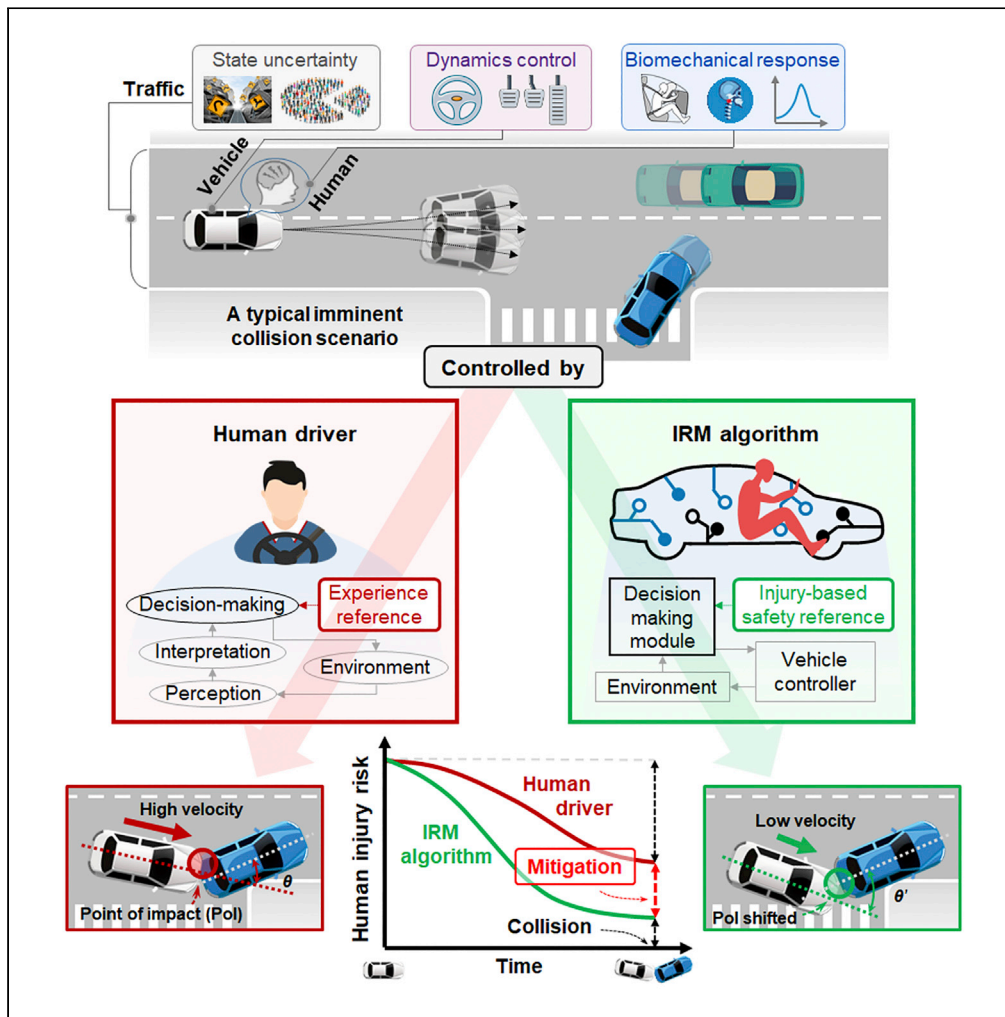 State uncertainty
Dynamics control
Biomechanical response
Traffic
Vehicle
Human
A typical imminent
collision scenario
Controlled by
Human driver
IRM algorithm
Decision-making
Experience
reference
Interpretation
Environment
Perception
Decision
making
module
Injury-based
safety reference
Environment
Vehicle
controller
High velocity
θ
Point of impact (PoI)
Human injury risk
Human
driver
IRM
algorithm
Mitigation
Collision
Time
Low velocity
θ'
PoI shifted